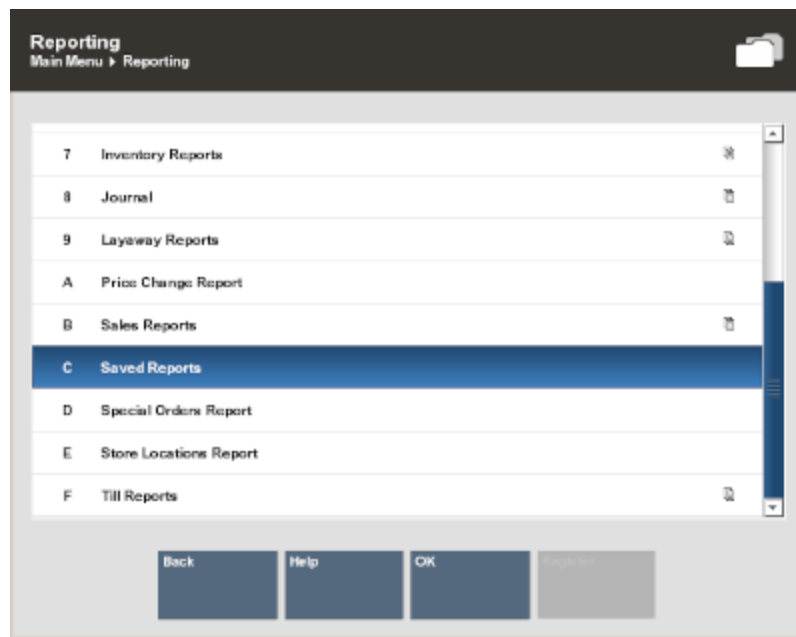 Reporting
Main Menu ▸ Reporting
7 Inventory Reports
8 Journal
9 Layaway Reports
A Price Change Report
B Sales Reports
C Saved Reports
D Special Orders Report
E Store Locations Report
F Till Reports
Back Help OK Register